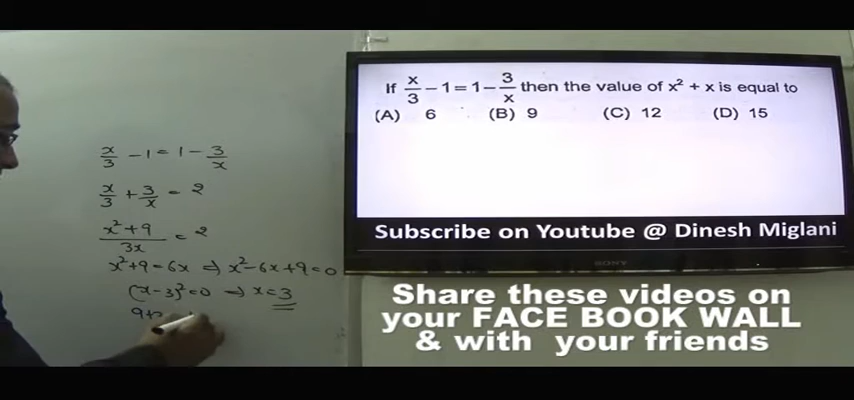 If x/3 − 1 = 1 − 3/x then the value of x² + x is equal to
(A) 6 (B) 9 (C) 12 (D) 15
Subscribe on Youtube @ Dinesh Miglani
SONY
x/3 − 1 = 1 − 3/x
x/3 + 3/x = 2
x² + 9 / 3x = 2
x² + 9 = 6x ⇒ x² − 6x + 9 = 0
(x − 3)² = 0 ⇒ x = 3
9+
Share these videos on
your FACE BOOK WALL
& with your friends